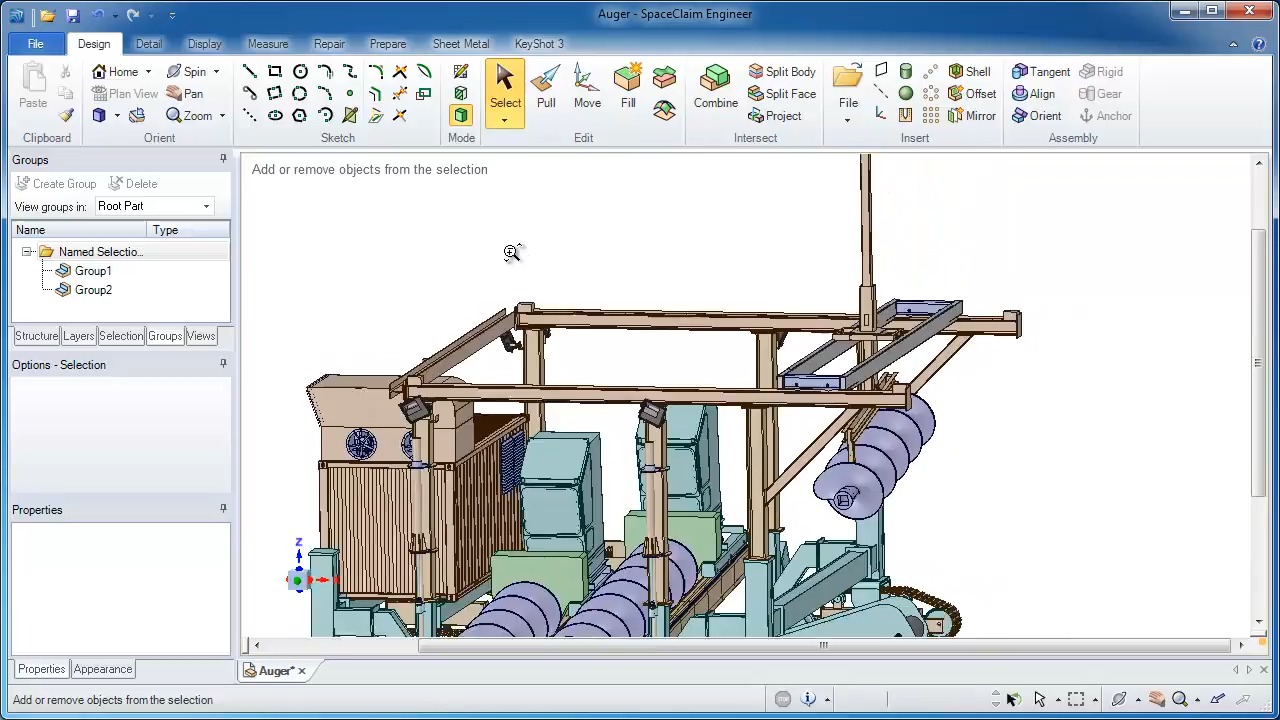 Auger - SpaceClaim Engineer
File Design Detail Display Measure Repair Prepare Sheet Metal KeyShot 3
Home Spin Tangent Rigid
Split Body Shell
Plan View Pan Split Face Offset Align Gear
Paste Select Pull Move Fill Combine File
Zoom Project Mirror Orient Anchor
Clipboard Orient Sketch Mode Edit Intersect Insert Assembly
Groups
Add or remove objects from the selection
Create Group Delete
View groups in: Root Part
Name Type
Named Selectio...
Group1
Group2
Structure Layers Selection Groups Views
Options - Selection
Properties
Z
Properties Appearance
Auger*
Add or remove objects from the selection